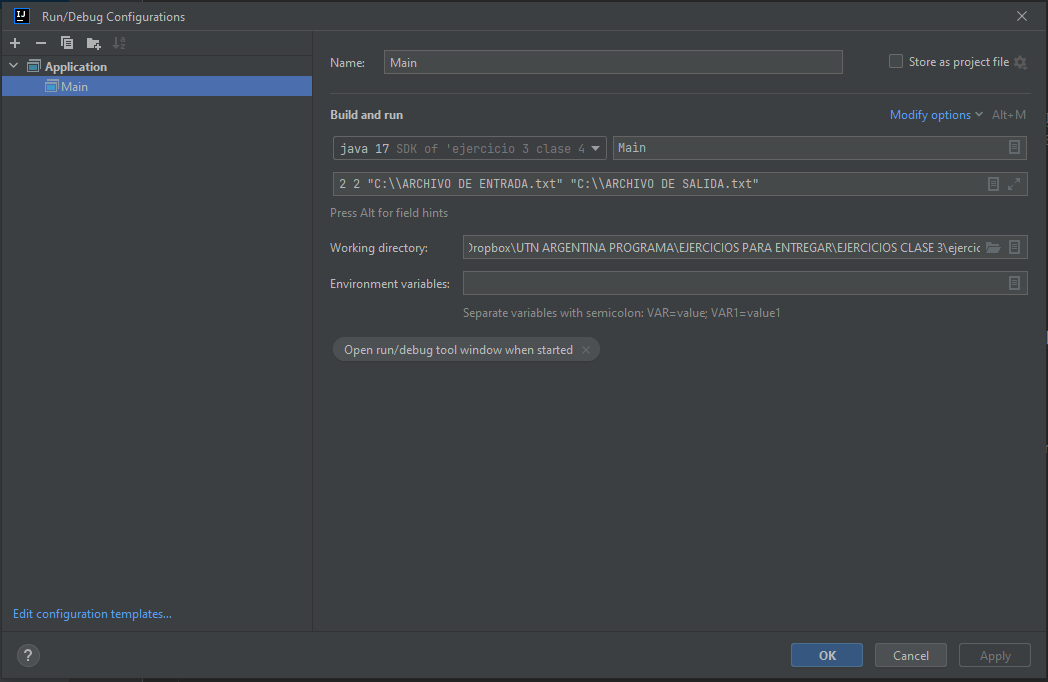 Run/Debug Configurations
Application
Main
Name: Main Store as project file
Build and run Modify options Alt+M
java 17 SDK of 'ejercicio 3 clase 4 Main
2 2 "C:\\ARCHIVO DE ENTRADA.txt" "C:\\ARCHIVO DE SALIDA.txt"
Press Alt for field hints
Working directory: Dropbox\UTN ARGENTINA PROGRAMA\EJERCICIOS PARA ENTREGAR\EJERCICIOS CLASE 3\ejercic
Environment variables:
Separate variables with semicolon: VAR=value; VAR1=value1
Open run/debug tool window when started
Edit configuration templates...
? OK Cancel Apply